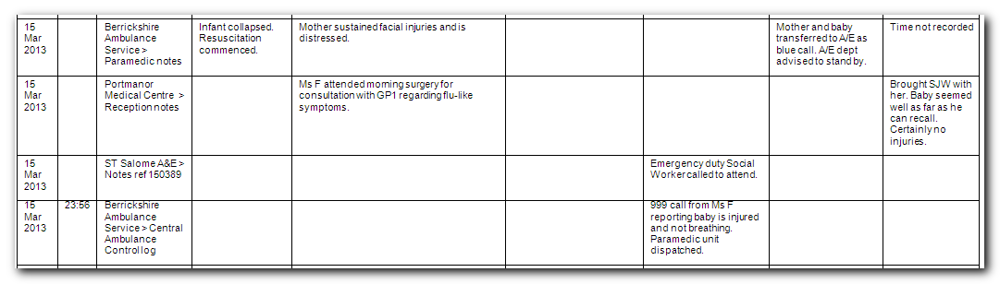 15
Mar
2013
Berrickshire
Ambulance
Service >
Paramedic notes
Infant collapsed.
Resuscitation
commenced.
Mother sustained facial injuries and is
distressed.
Mother and baby
transferred to A/E as
blue call. A/E dept
advised to stand by.
Time not recorded
15
Mar
2013
Portmanor
Medical Centre >
Reception notes
Ms F attended morning surgery for
consultation with GP1 regarding flu-like
symptoms.
Brought SJW with
her. Baby seemed
well as far as he
can recall.
Certainly no
injuries.
15
Mar
2013
ST Salome A&E >
Notes ref 150389
Emergency duty Social
Worker called to attend.
15
Mar
2013
23:56
Berrickshire
Ambulance
Service > Central
Ambulance
Control log
999 call from Ms F
reporting baby is injured
and not breathing.
Paramedic unit
dispatched.